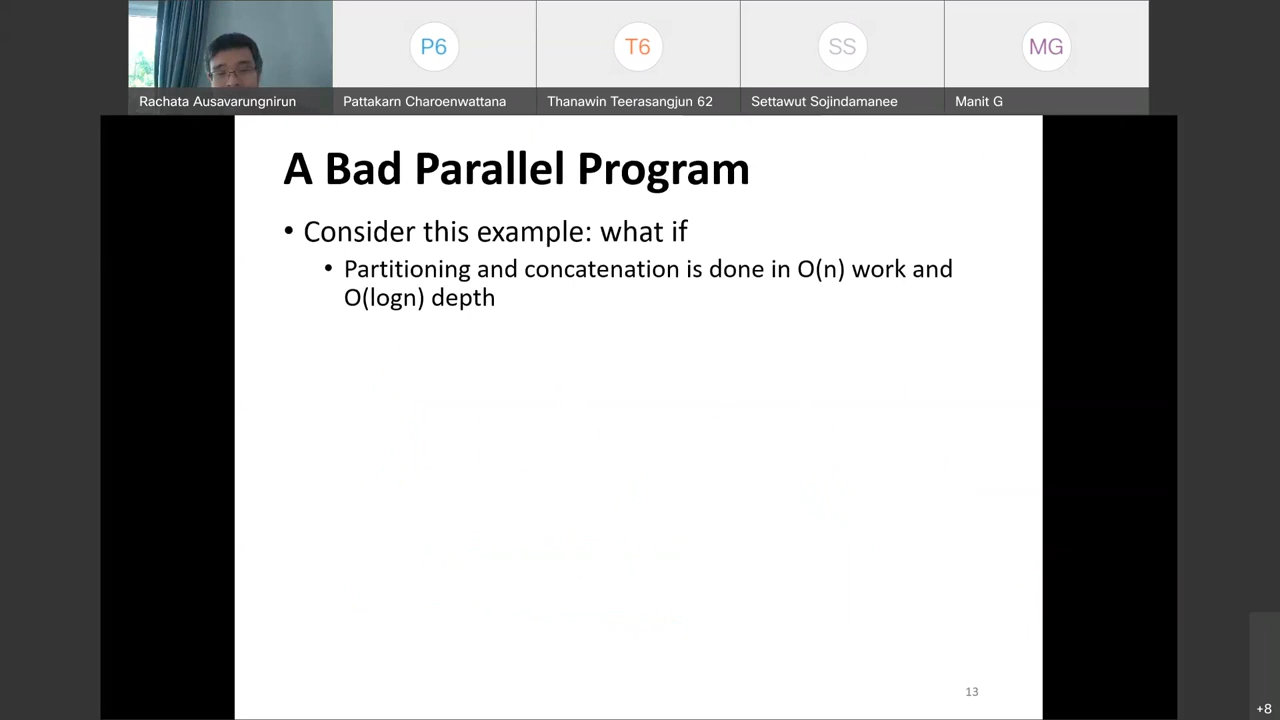 P6
T6
SS
MG
Rachata Ausavarungnirun
Pattakarn Charoenwattana
Thanawin Teerasangjun 62
Settawut Sojindamanee
Manit G
A Bad Parallel Program
• Consider this example: what if
• Partitioning and concatenation is done in O(n) work and
O(logn) depth
13
+8